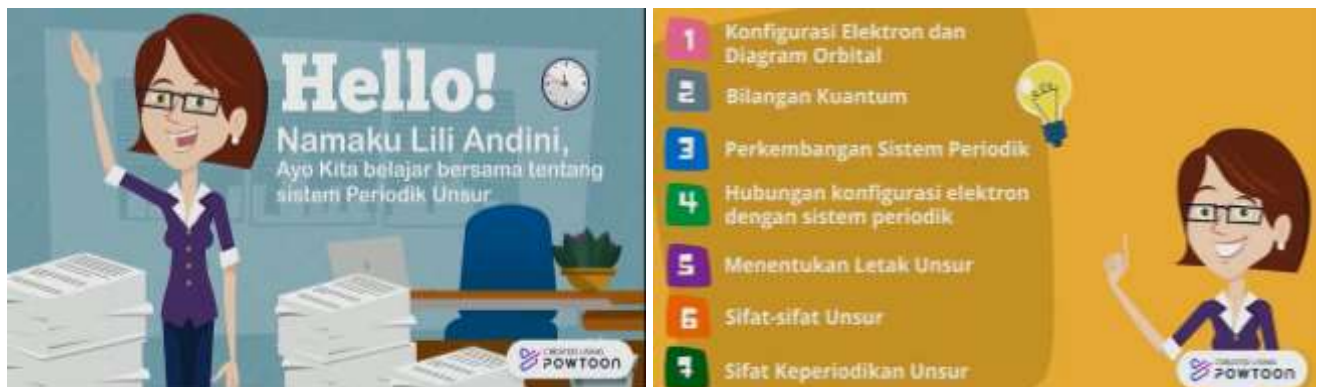 Hello!
Namaku Lili Andini,
Ayo Kita belajar bersama tentang
sistem Periodik Unsur
CREATED USING
POWTOON
1 Konfigurasi Elektron dan
Diagram Orbital
2 Bilangan Kuantum
3 Perkembangan Sistem Periodik
4 Hubungan konfigurasi elektron
dengan sistem periodik
5 Menentukan Letak Unsur
6 Sifat-sifat Unsur
7 Sifat Keperiodikan Unsur
CREATED USING
POWTOON